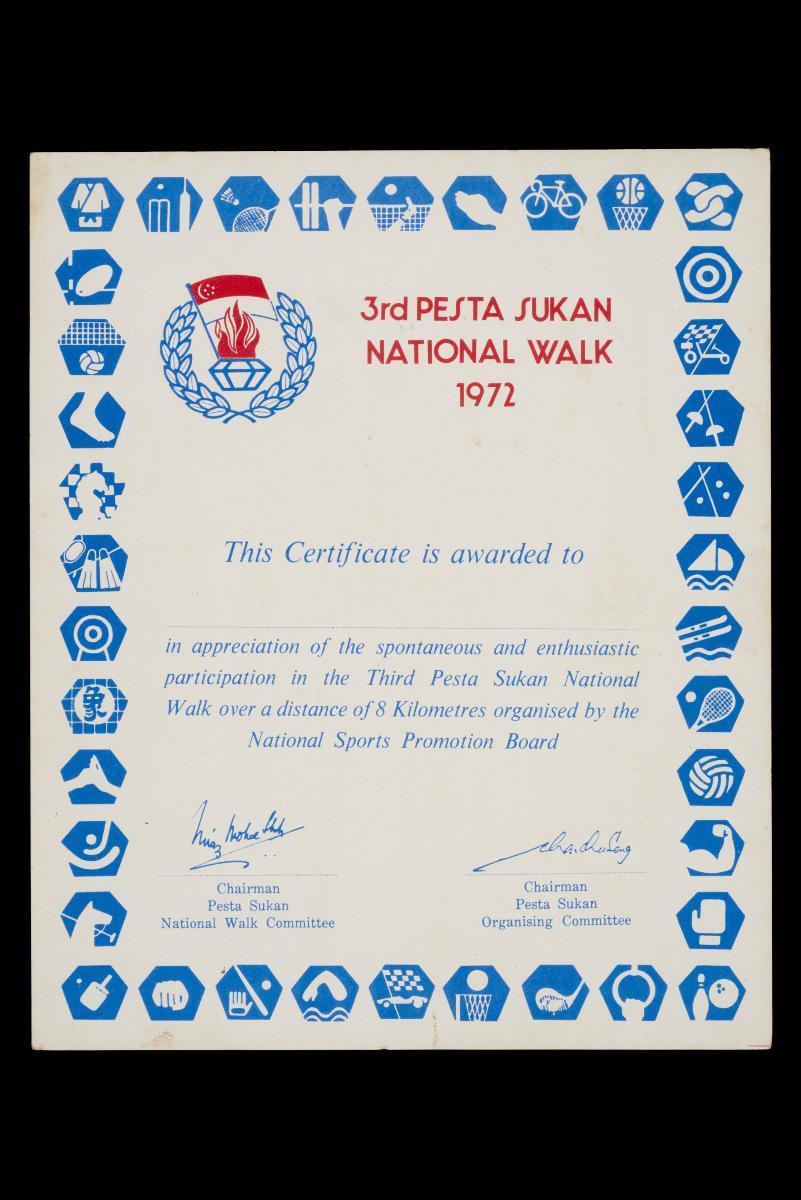 3rd PESTA SUKAN
NATIONAL WALK
1972
This Certificate is awarded to
in appreciation of the spontaneous and enthusiastic
participation in the Third Pesta Sukan National
Walk over a distance of 8 Kilometres organised by the
National Sports Promotion Board
Chairman
Pesta Sukan
National Walk Committee
Chairman
Pesta Sukan
Organising Committee
象